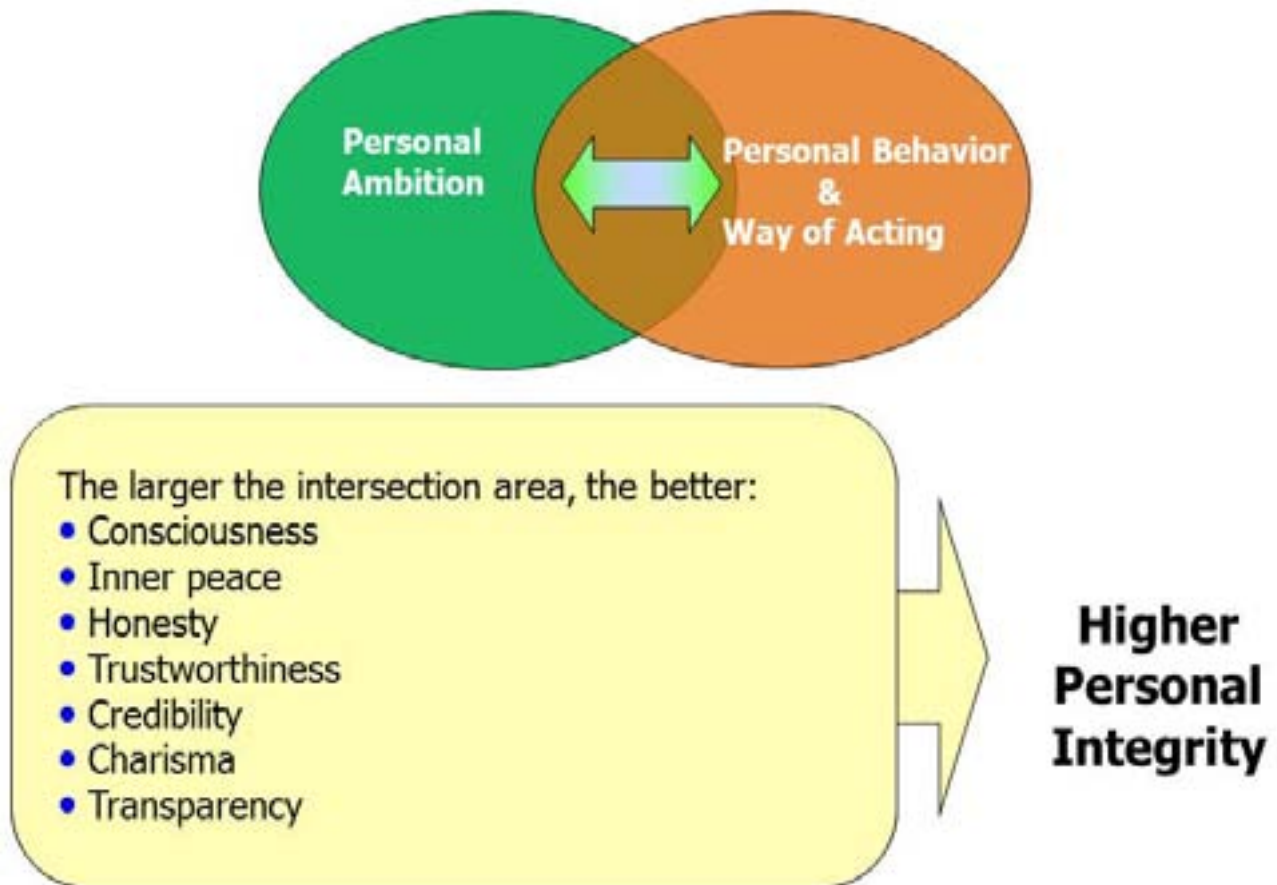 Personal
Ambition
Personal Behavior
&
Way of Acting
The larger the intersection area, the better:
• Consciousness
• Inner peace
• Honesty
• Trustworthiness
• Credibility
• Charisma
• Transparency
Higher
Personal
Integrity